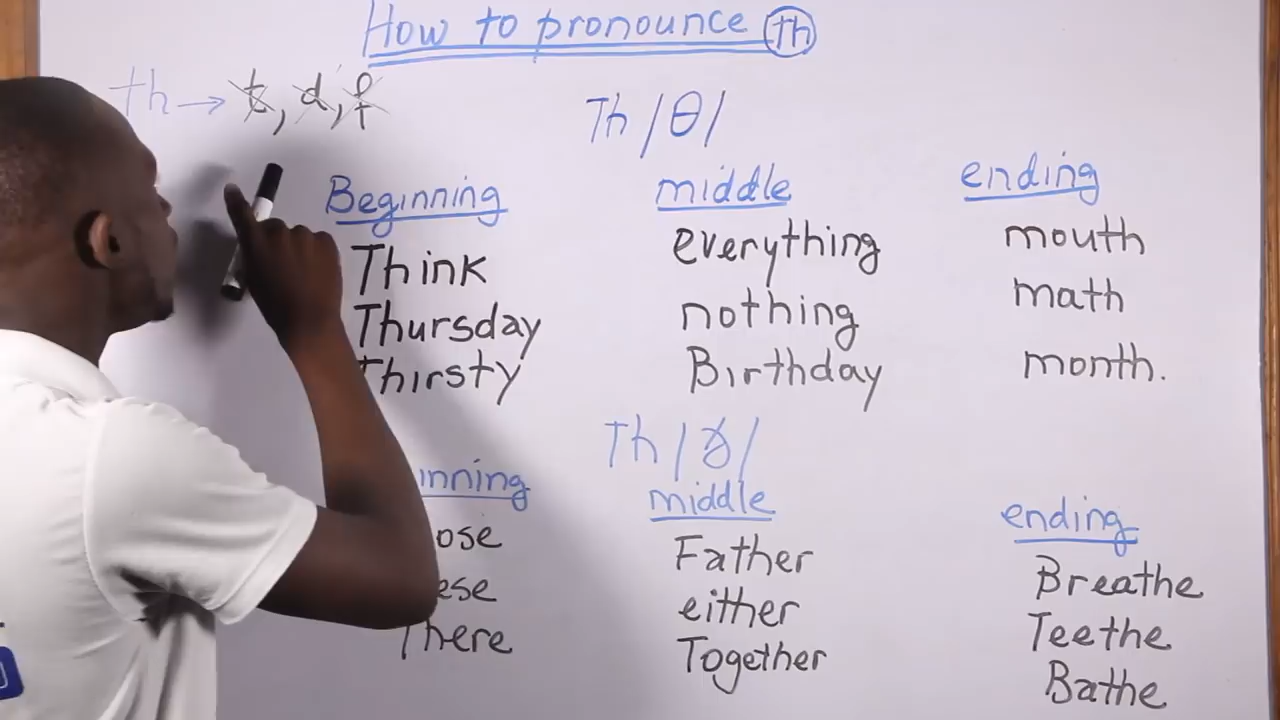 How to pronounce th
th → t, d, f
Th /θ/
Beginning
Think
Thursday
Thirsty
middle
everything
nothing
Birthday
ending
mouth
math
month.
Th /ð/
inning
ose
ese
There
middle
Father
either
Together
ending
Breathe
Teethe
Bathe